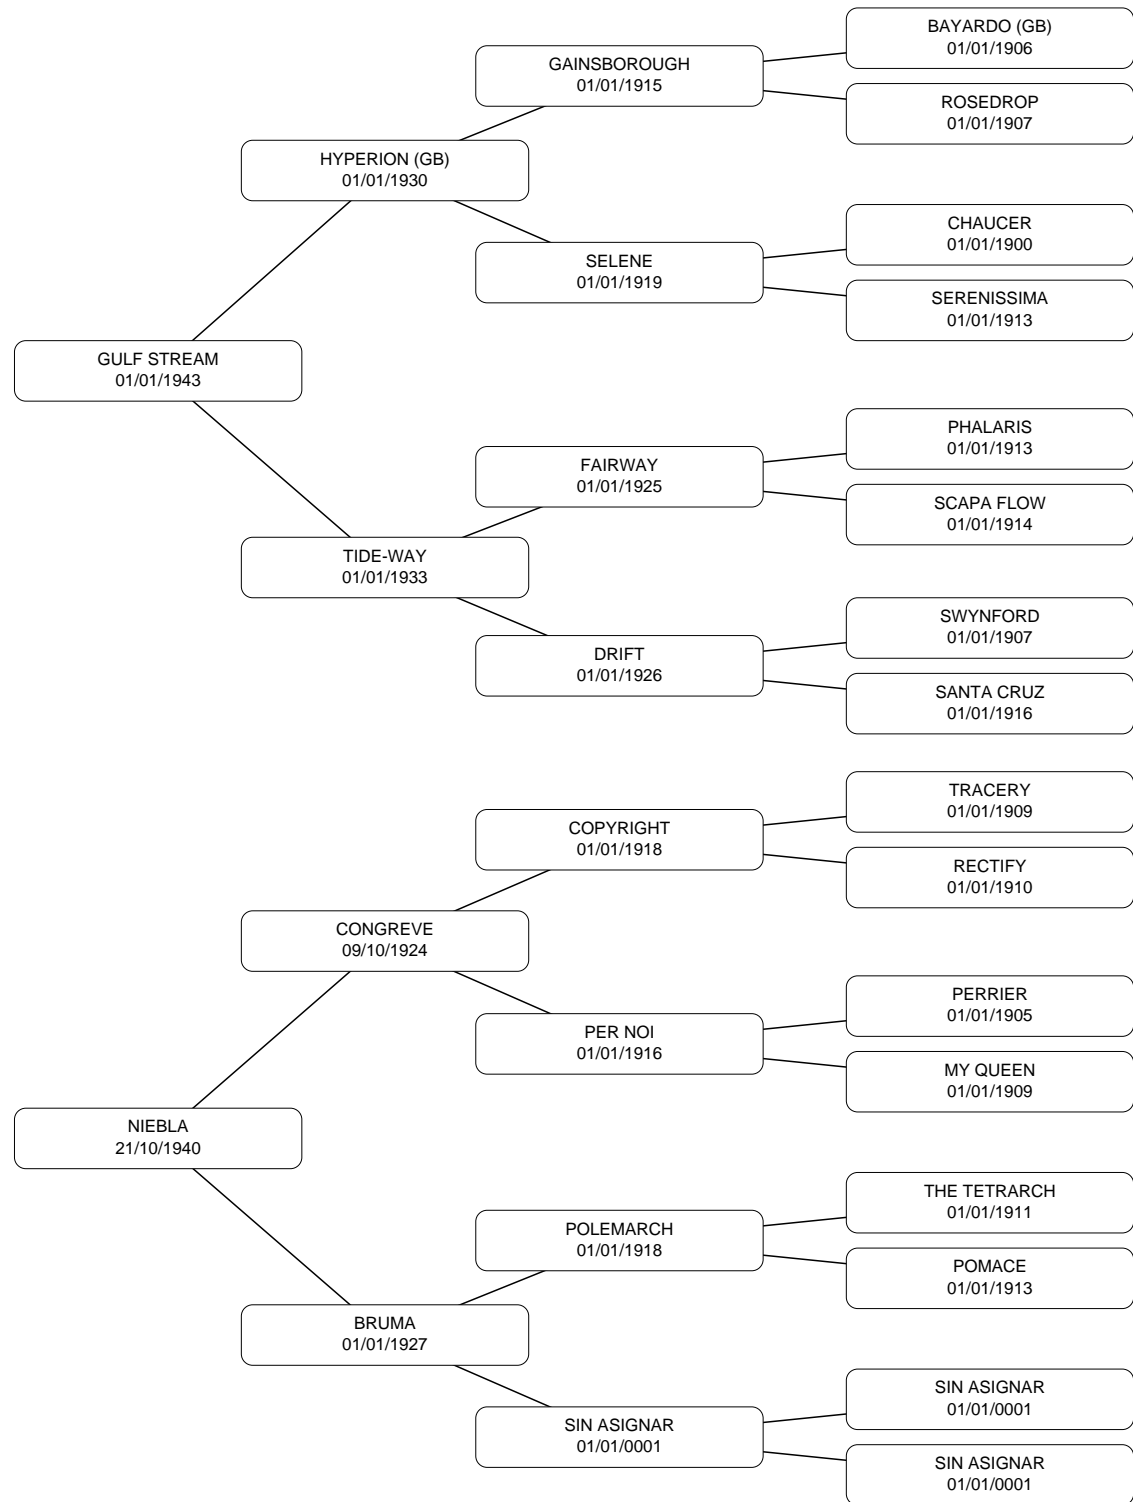 BAYARDO (GB)
01/01/1906
GAINSBOROUGH
01/01/1915
ROSEDROP
01/01/1907
HYPERION (GB)
01/01/1930
CHAUCER
01/01/1900
SELENE
01/01/1919
SERENISSIMA
01/01/1913
GULF STREAM
01/01/1943
PHALARIS
01/01/1913
FAIRWAY
01/01/1925
SCAPA FLOW
01/01/1914
TIDE-WAY
01/01/1933
SWYNFORD
01/01/1907
DRIFT
01/01/1926
SANTA CRUZ
01/01/1916
TRACERY
01/01/1909
COPYRIGHT
01/01/1918
RECTIFY
01/01/1910
CONGREVE
09/10/1924
PERRIER
01/01/1905
PER NOI
01/01/1916
MY QUEEN
01/01/1909
NIEBLA
21/10/1940
THE TETRARCH
01/01/1911
POLEMARCH
01/01/1918
POMACE
01/01/1913
BRUMA
01/01/1927
SIN ASIGNAR
01/01/0001
SIN ASIGNAR
01/01/0001
SIN ASIGNAR
01/01/0001